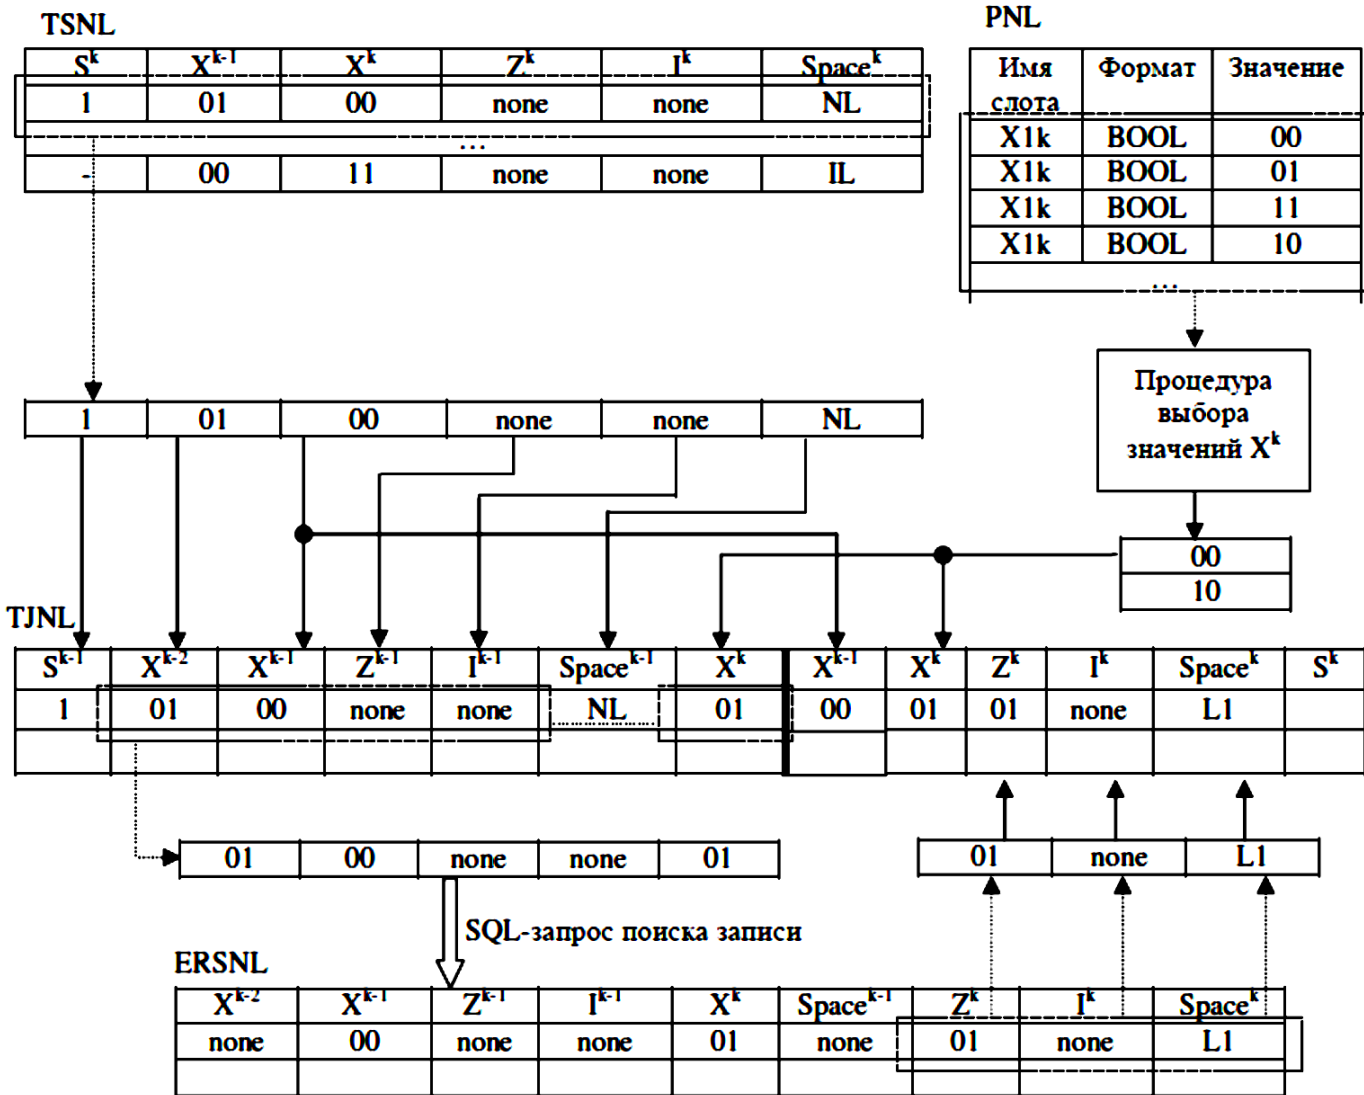 TSNL
S^k X^k-1 X^k Z^k I^k Space^k
1 01 00 none none NL
...
- 00 11 none none IL
PNL
Имя слота Формат Значение
X1k BOOL 00
X1k BOOL 01
X1k BOOL 11
X1k BOOL 10
...
Процедура
выбора
значений X^k
1 01 00 none none NL
00
10
TJNL
S^k-1 X^k-2 X^k-1 Z^k-1 I^k-1 Space^k-1 X^k X^k-1 X^k Z^k I^k Space^k S^k
1 01 00 none none NL 01 00 01 01 none L1
01 00 none none 01
01 none L1
SQL-запрос поиска записи
ERSNL
X^k-2 X^k-1 Z^k-1 I^k-1 X^k Space^k-1 Z^k I^k Space^k
none 00 none none 01 none 01 none L1